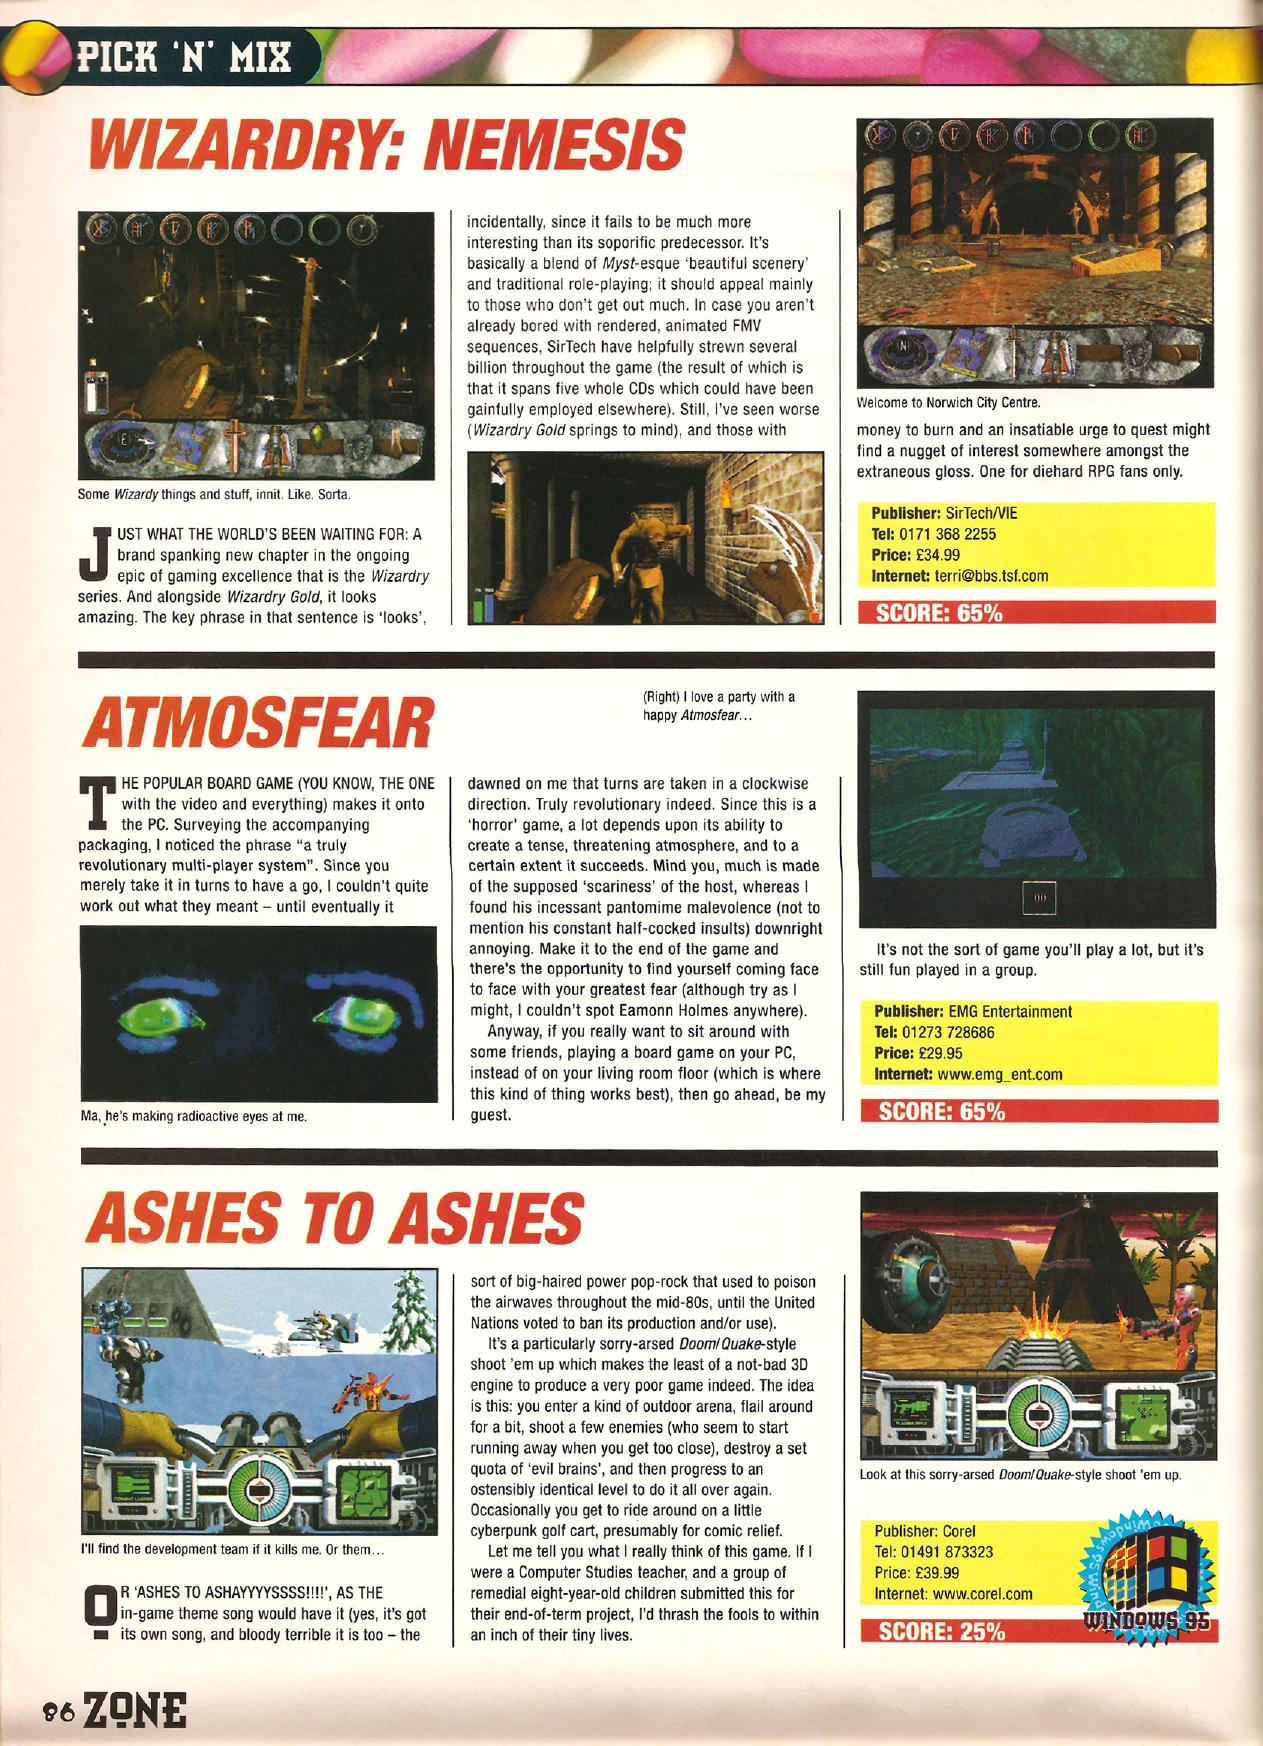 PICK 'N' MIX
WIZARDRY: NEMESIS
Some Wizardy things and stuff, innit. Like. Sorta.
JUST WHAT THE WORLD'S BEEN WAITING FOR: A
brand spanking new chapter in the ongoing
epic of gaming excellence that is the Wizardry
series. And alongside Wizardry Gold, it looks
amazing. The key phrase in that sentence is 'looks',
incidentally, since it fails to be much more
interesting than its soporific predecessor. It's
basically a blend of Myst-esque 'beautiful scenery'
and traditional role-playing; it should appeal mainly
to those who don't get out much. In case you aren't
already bored with rendered, animated FMV
sequences, SirTech have helpfully strewn several
billion throughout the game (the result of which is
that it spans five whole CDs which could have been
gainfully employed elsewhere). Still, I've seen worse
(Wizardry Gold springs to mind), and those with
Welcome to Norwich City Centre.
money to burn and an insatiable urge to quest might
find a nugget of interest somewhere amongst the
extraneous gloss. One for diehard RPG fans only.
Publisher: SirTech/VIE
Tel: 0171 368 2255
Price: £34.99
Internet: terri@bbs.tsf.com
SCORE: 65%
ATMOSFEAR
(Right) I love a party with a
happy Atmosfear...
THE POPULAR BOARD GAME (YOU KNOW, THE ONE
with the video and everything) makes it onto
the PC. Surveying the accompanying
packaging, I noticed the phrase "a truly
revolutionary multi-player system". Since you
merely take it in turns to have a go, I couldn't quite
work out what they meant – until eventually it
Ma, he's making radioactive eyes at me.
dawned on me that turns are taken in a clockwise
direction. Truly revolutionary indeed. Since this is a
'horror' game, a lot depends upon its ability to
create a tense, threatening atmosphere, and to a
certain extent it succeeds. Mind you, much is made
of the supposed 'scariness' of the host, whereas I
found his incessant pantomime malevolence (not to
mention his constant half-cocked insults) downright
annoying. Make it to the end of the game and
there's the opportunity to find yourself coming face
to face with your greatest fear (although try as I
might, I couldn't spot Eamonn Holmes anywhere).
Anyway, if you really want to sit around with
some friends, playing a board game on your PC,
instead of on your living room floor (which is where
this kind of thing works best), then go ahead, be my
guest.
00
It's not the sort of game you'll play a lot, but it's
still fun played in a group.
Publisher: EMG Entertainment
Tel: 01273 728686
Price: £29.95
Internet: www.emg_ent.com
SCORE: 65%
ASHES TO ASHES
COMBAT LASERS
I'll find the development team if it kills me. Or them...
OR 'ASHES TO ASHAYYYYSSSS!!!!', AS THE
in-game theme song would have it (yes, it's got
its own song, and bloody terrible it is too – the
sort of big-haired power pop-rock that used to poison
the airwaves throughout the mid-80s, until the United
Nations voted to ban its production and/or use).
It's a particularly sorry-arsed Doom/Quake-style
shoot 'em up which makes the least of a not-bad 3D
engine to produce a very poor game indeed. The idea
is this: you enter a kind of outdoor arena, flail around
for a bit, shoot a few enemies (who seem to start
running away when you get too close), destroy a set
quota of 'evil brains', and then progress to an
ostensibly identical level to do it all over again.
Occasionally you get to ride around on a little
cyberpunk golf cart, presumably for comic relief.
Let me tell you what I really think of this game. If I
were a Computer Studies teacher, and a group of
remedial eight-year-old children submitted this for
their end-of-term project, I'd thrash the fools to within
an inch of their tiny lives.
PLASMA RIFLE
Look at this sorry-arsed Doom/Quake-style shoot 'em up.
Publisher: Corel
Tel: 01491 873323
Price: £39.99
Internet: www.corel.com
WINDOWS 95
SCORE: 25%
86 ZONE